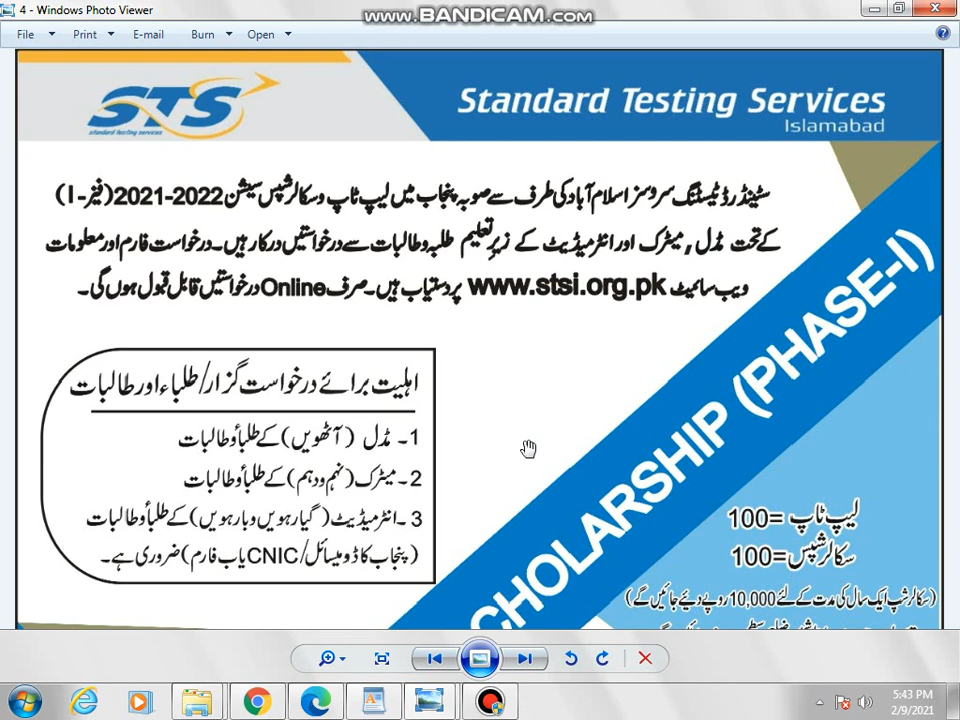 4 - Windows Photo Viewer
www.BANDICAM.com
File Print E-mail Burn Open
STS
standard testing services
Standard Testing Services
Islamabad
سٹینڈرڈ ٹیسٹنگ سروسز اسلام آباد کی طرف سے صوبہ پنجاب میں لیپ ٹاپ و سکالرشپس سیشن 2022-2021 (فیز-I)
کے تحت مڈل، میٹرک اور انٹرمیڈیٹ کے زیرِ تعلیم طلبہ و طالبات سے درخواستیں درکار ہیں۔ درخواست فارم اور معلومات
ویب سائیٹ www.stsi.org.pk پر دستیاب ہیں۔ صرف Online درخواستیں قابل قبول ہوں گی۔
SCHOLARSHIP (PHASE-I)
اہلیت برائے درخواست گزار/طلباء اور طالبات
1۔ مڈل (آٹھویں) کے طلبأ و طالبات
2۔ میٹرک (نہم و دہم) کے طلبأ و طالبات
3۔ انٹرمیڈیٹ (گیارہویں و بارہویں) کے طلبأ و طالبات
(پنجاب کا ڈومیسائل/CNIC یا ب فارم) ضروری ہے۔
لیپ ٹاپ =100
سکالرشپس=100
(سکالرشپ ایک سال کی مدت کے لئے 10,000 روپے دیئے جائیں گے)
5:43 PM
2/9/2021